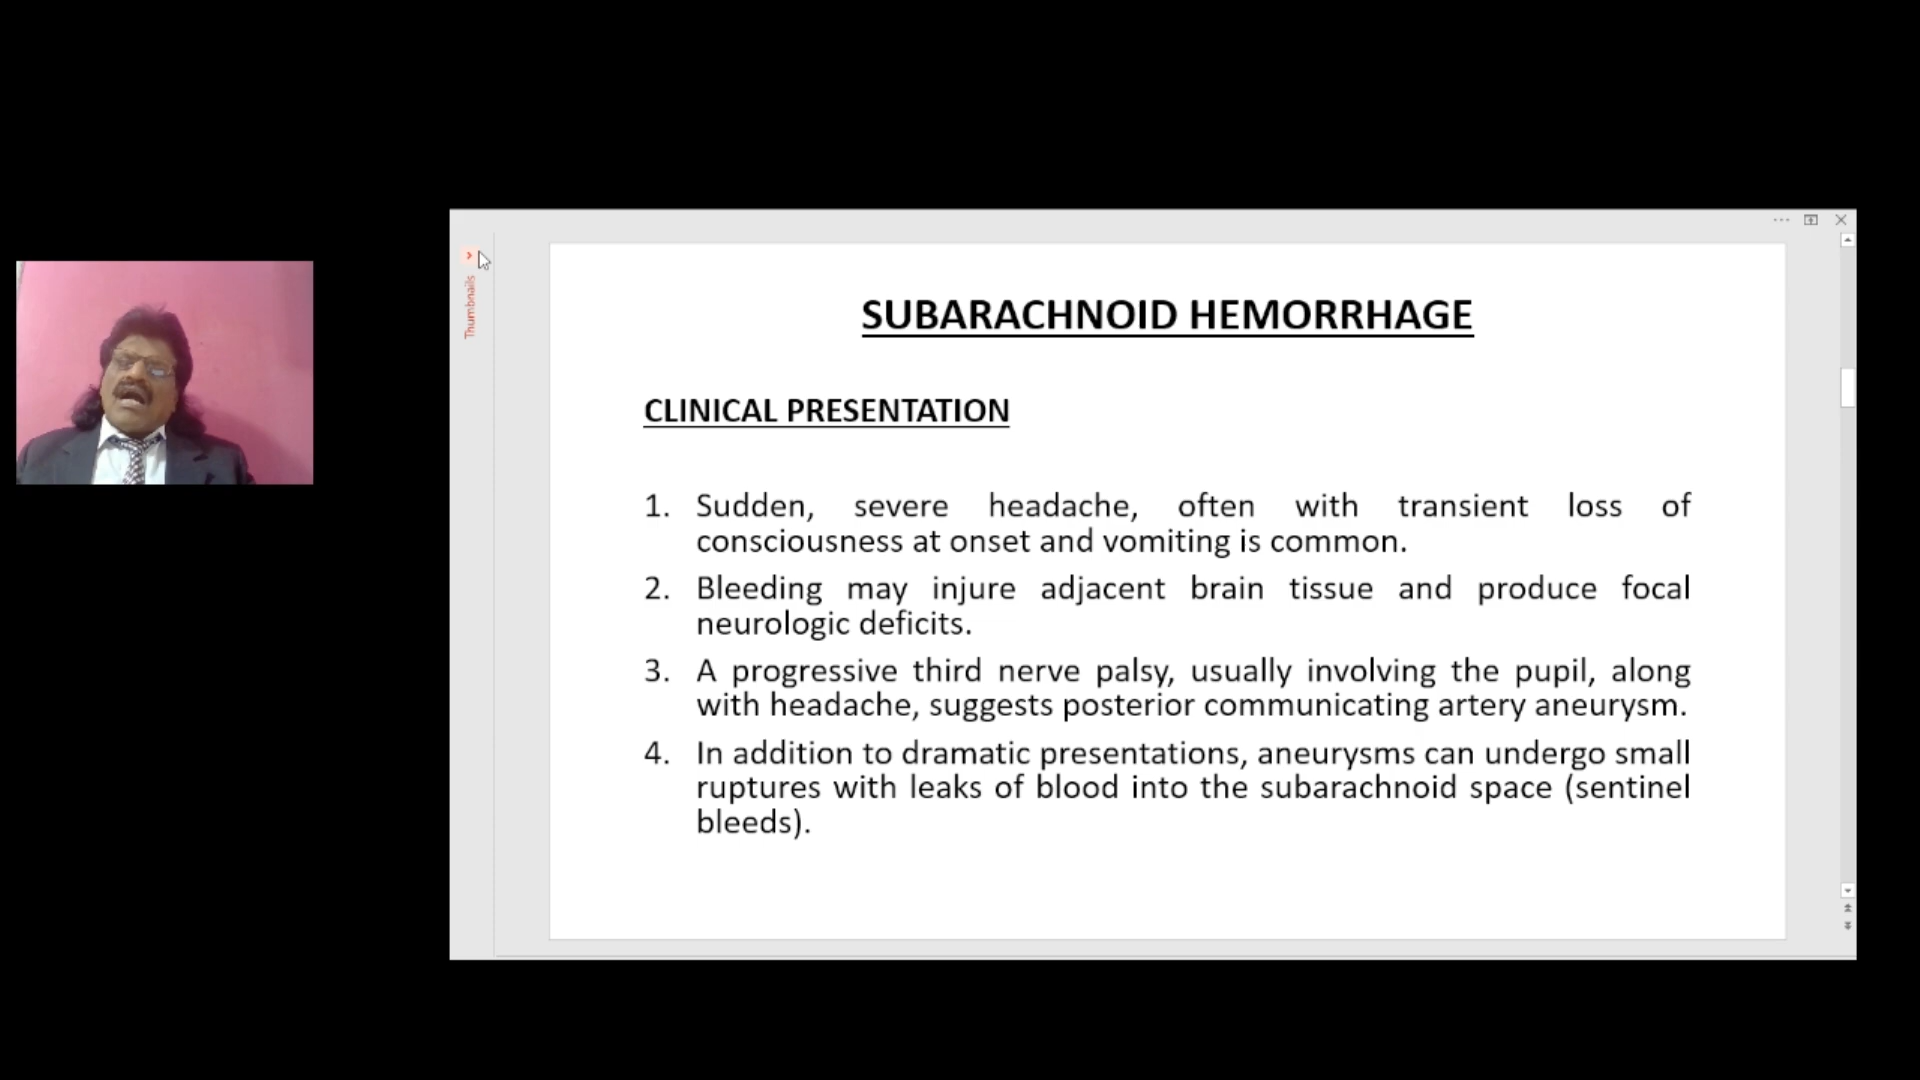 Thumbnails
SUBARACHNOID HEMORRHAGE
CLINICAL PRESENTATION
1. Sudden, severe headache, often with transient loss of
consciousness at onset and vomiting is common.
2. Bleeding may injure adjacent brain tissue and produce focal
neurologic deficits.
3. A progressive third nerve palsy, usually involving the pupil, along
with headache, suggests posterior communicating artery aneurysm.
4. In addition to dramatic presentations, aneurysms can undergo small
ruptures with leaks of blood into the subarachnoid space (sentinel
bleeds).